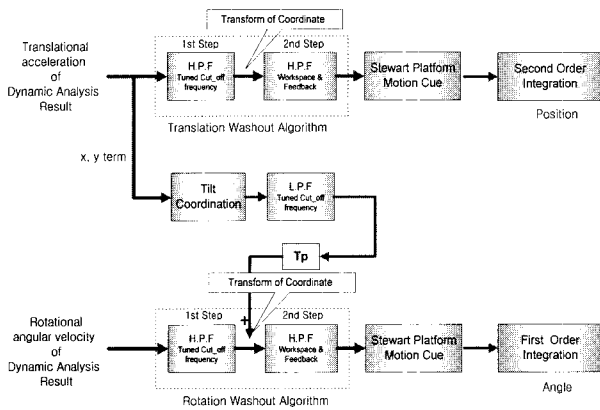 Transform of Coordinate
1st Step
2nd Step
Translational
acceleration
of
Dynamic Analysis
Result
H.P.F
Tuned Cut_off
frequency
H.P.F
Workspace &
Feedback
Stewart Platform
Motion Cue
Second Order
Integration
Translation Washout Algorithm
Position
x, y term
Tilt
Coordination
L.P.F
Tuned Cut_off
frequency
Tp
Transform of Coordinate
1st Step
2nd Step
+
Rotational
angular velocity
of
Dynamic Analysis
Result
H.P.F
Tuned Cut_off
frequency
H.P.F
Workspace &
Feedback
Stewart Platform
Motion Cue
First Order
Integration
Rotation Washout Algorithm
Angle